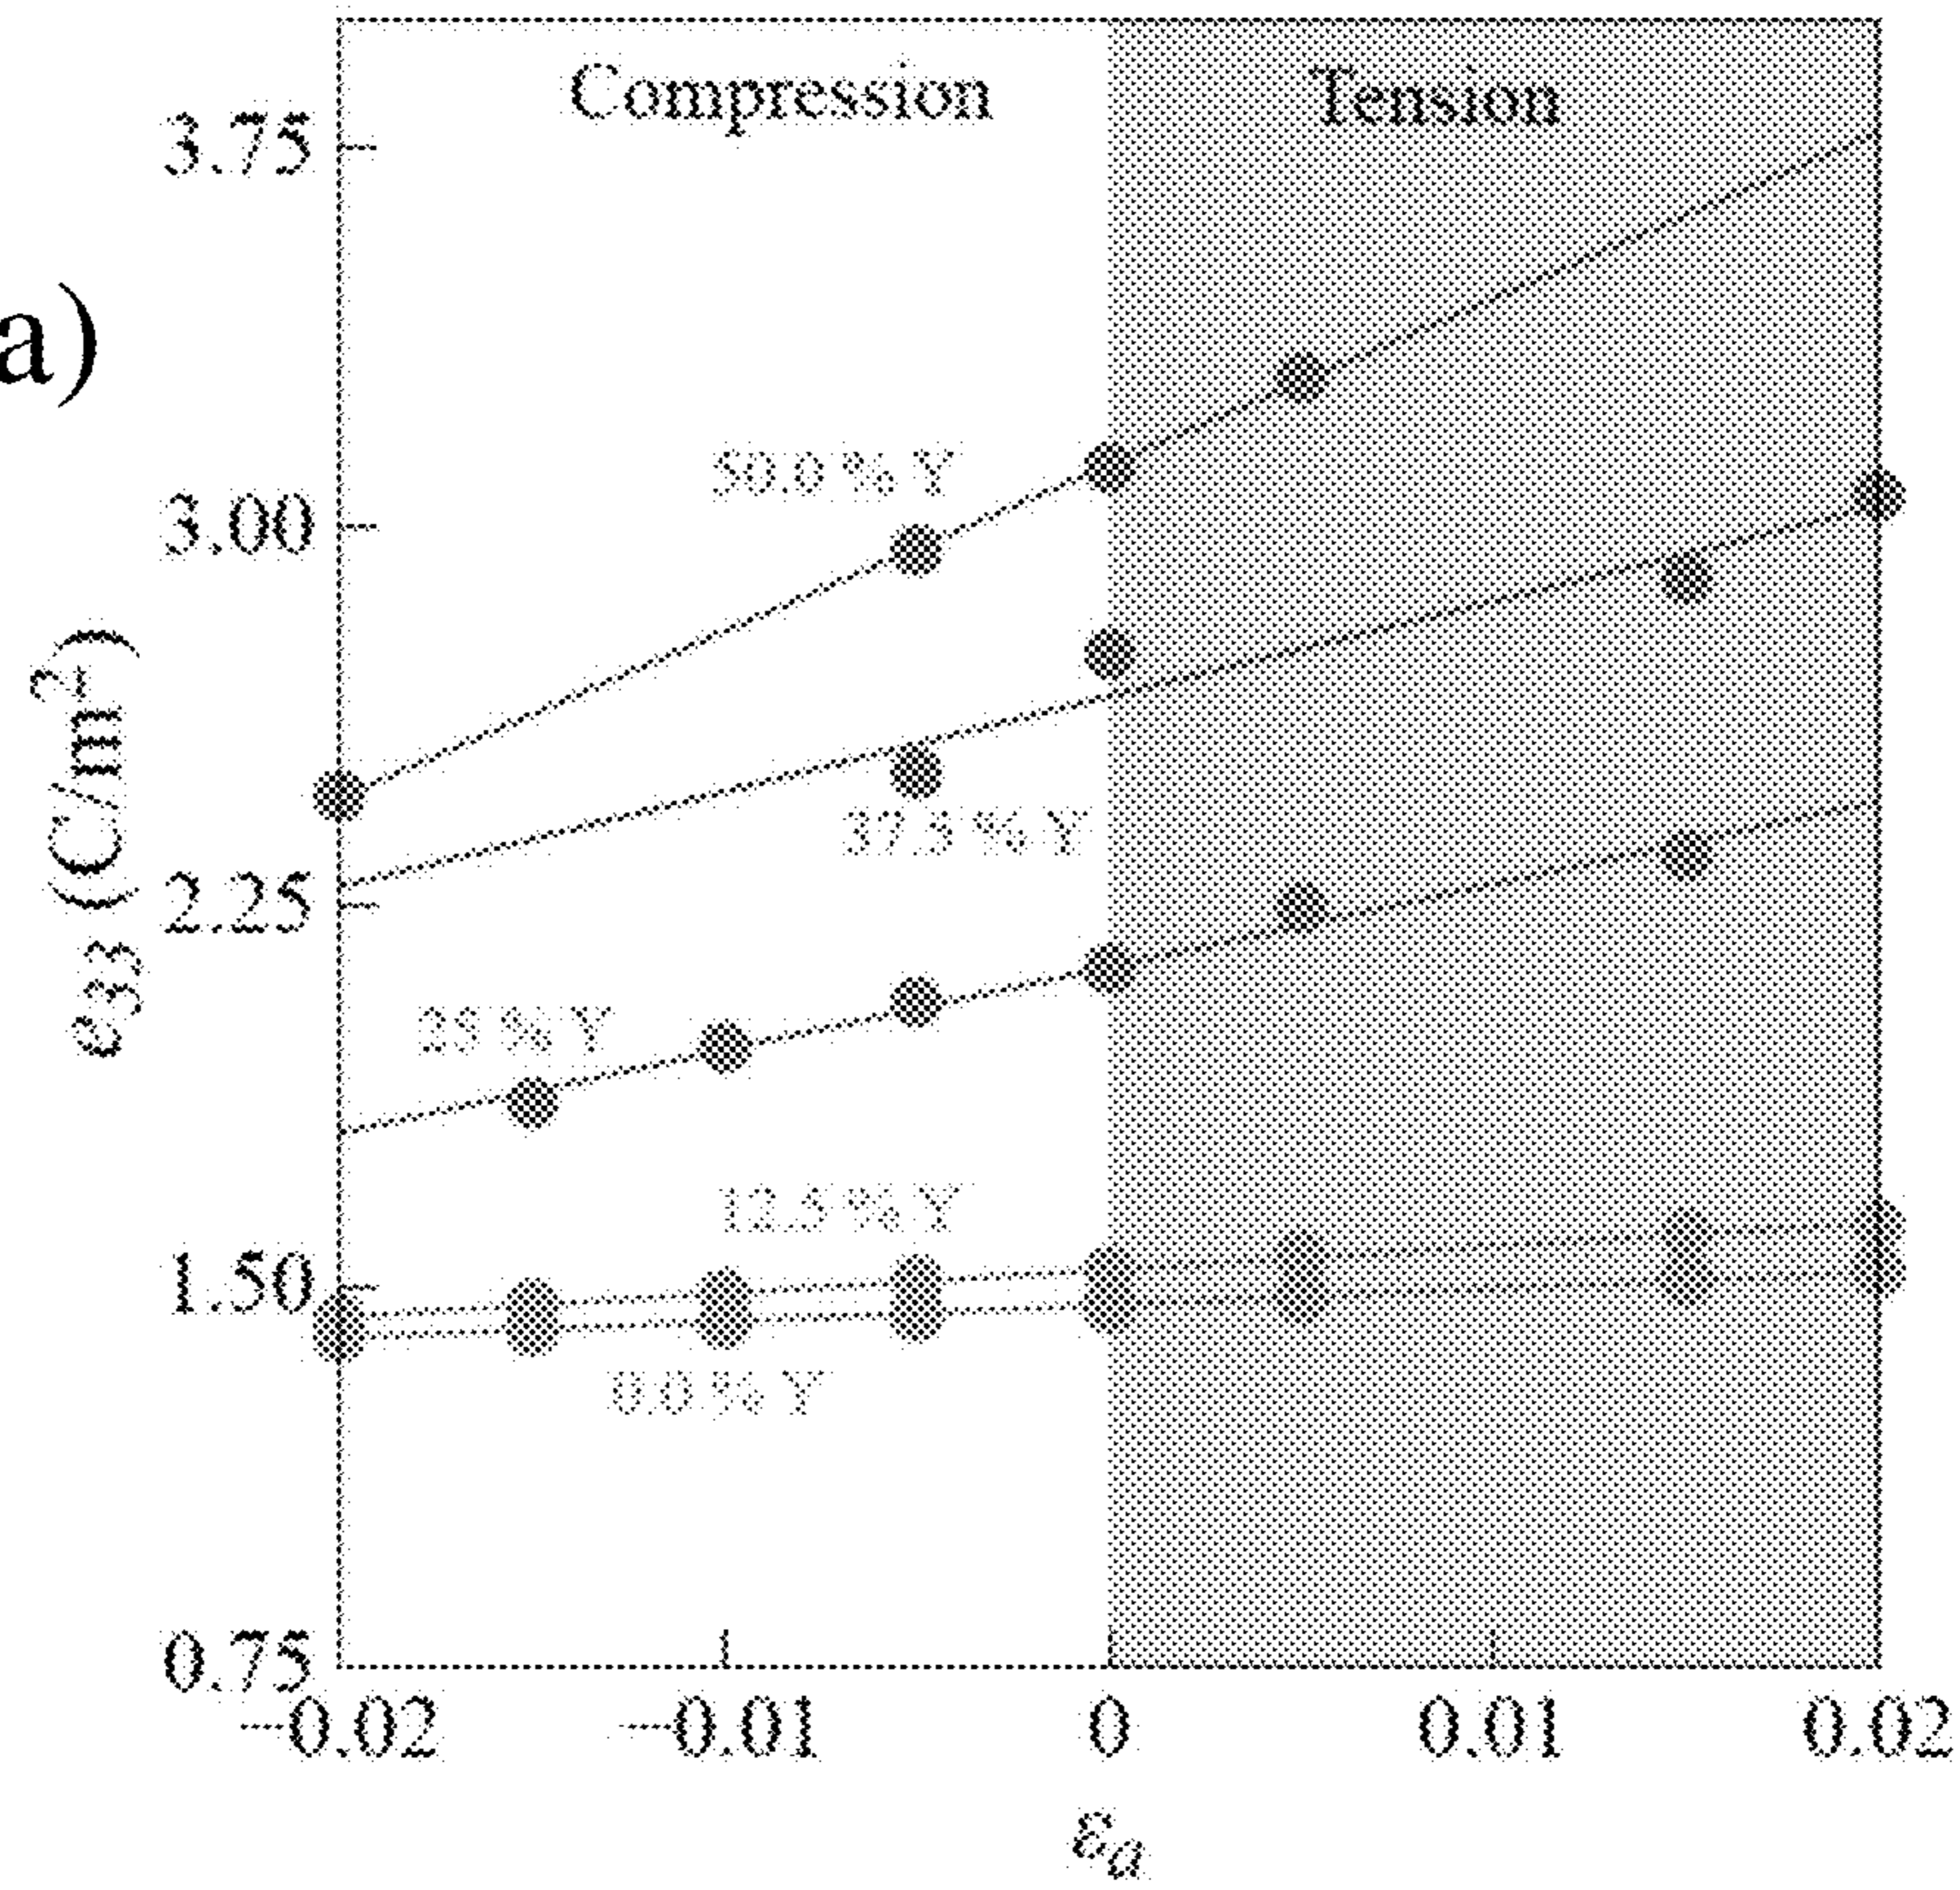 a)
Compression
Tension
3.75
3.00
2.25
1.50
0.75
e33 (C/m²)
50.0 % Y
37.5 % Y
25 % Y
12.5 % Y
0.0 % Y
−0.02
−0.01
0
0.01
0.02
εa